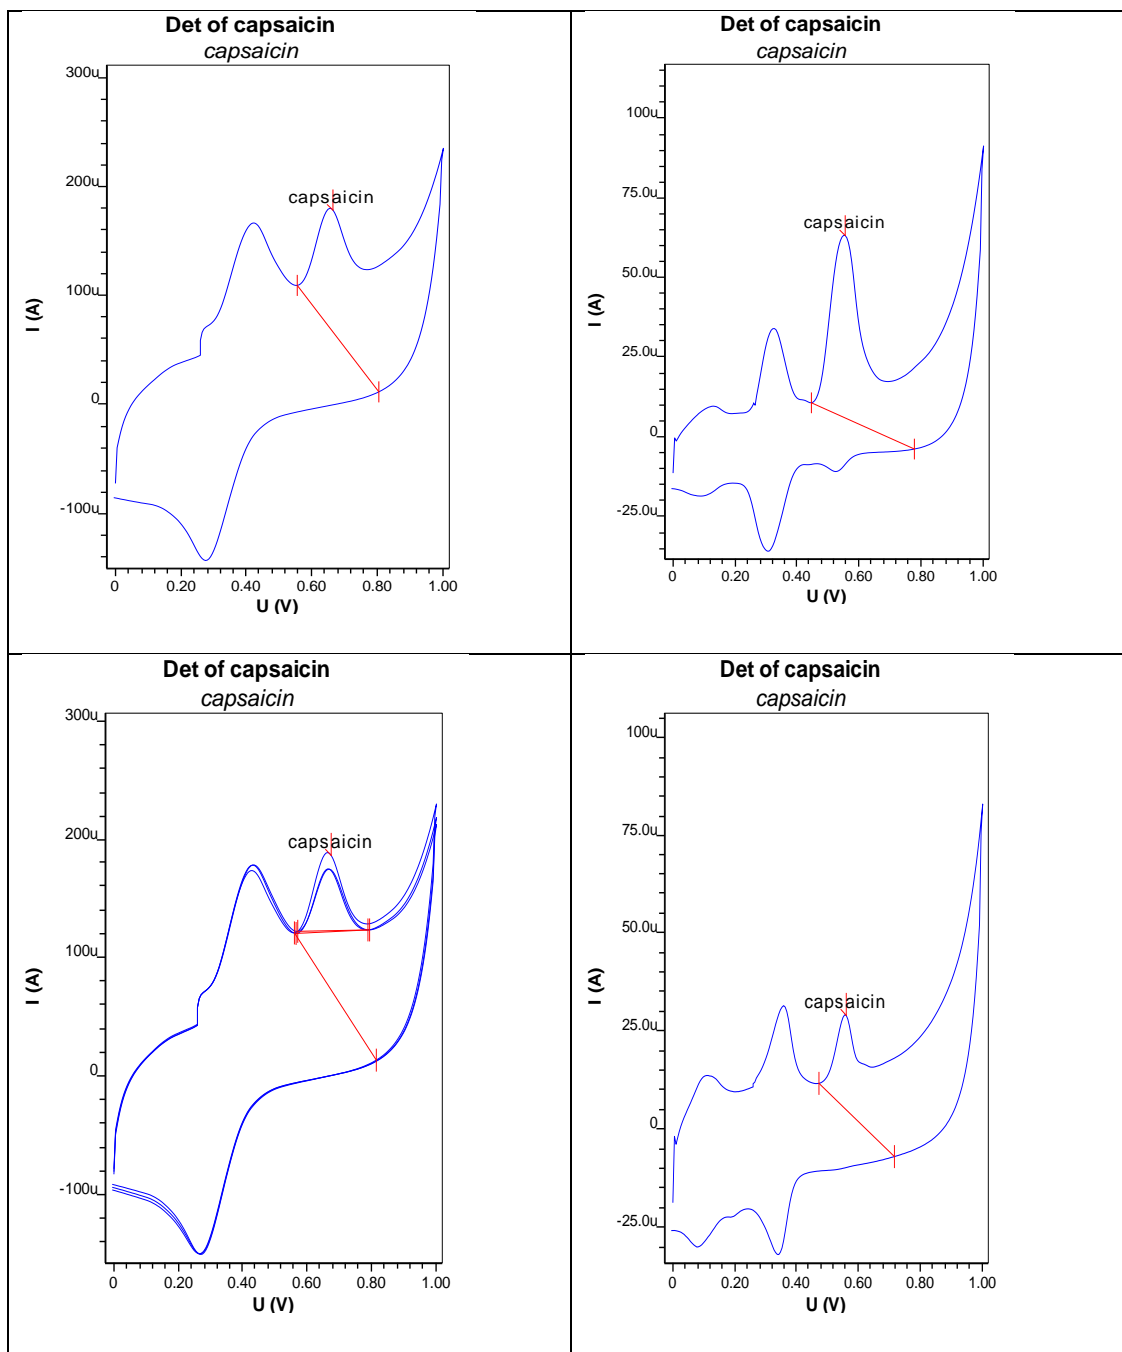 Det of capsaicin
capsaicin
300u
200u
100u
0
-100u
I (A)
capsaicin
0 0.20 0.40 0.60 0.80 1.00
U (V)
Det of capsaicin
capsaicin
100u
75.0u
50.0u
25.0u
0
-25.0u
I (A)
capsaicin
0 0.20 0.40 0.60 0.80 1.00
U (V)
Det of capsaicin
capsaicin
300u
200u
100u
0
-100u
I (A)
capsaicin
0 0.20 0.40 0.60 0.80 1.00
U (V)
Det of capsaicin
capsaicin
100u
75.0u
50.0u
25.0u
0
-25.0u
I (A)
capsaicin
0 0.20 0.40 0.60 0.80 1.00
U (V)